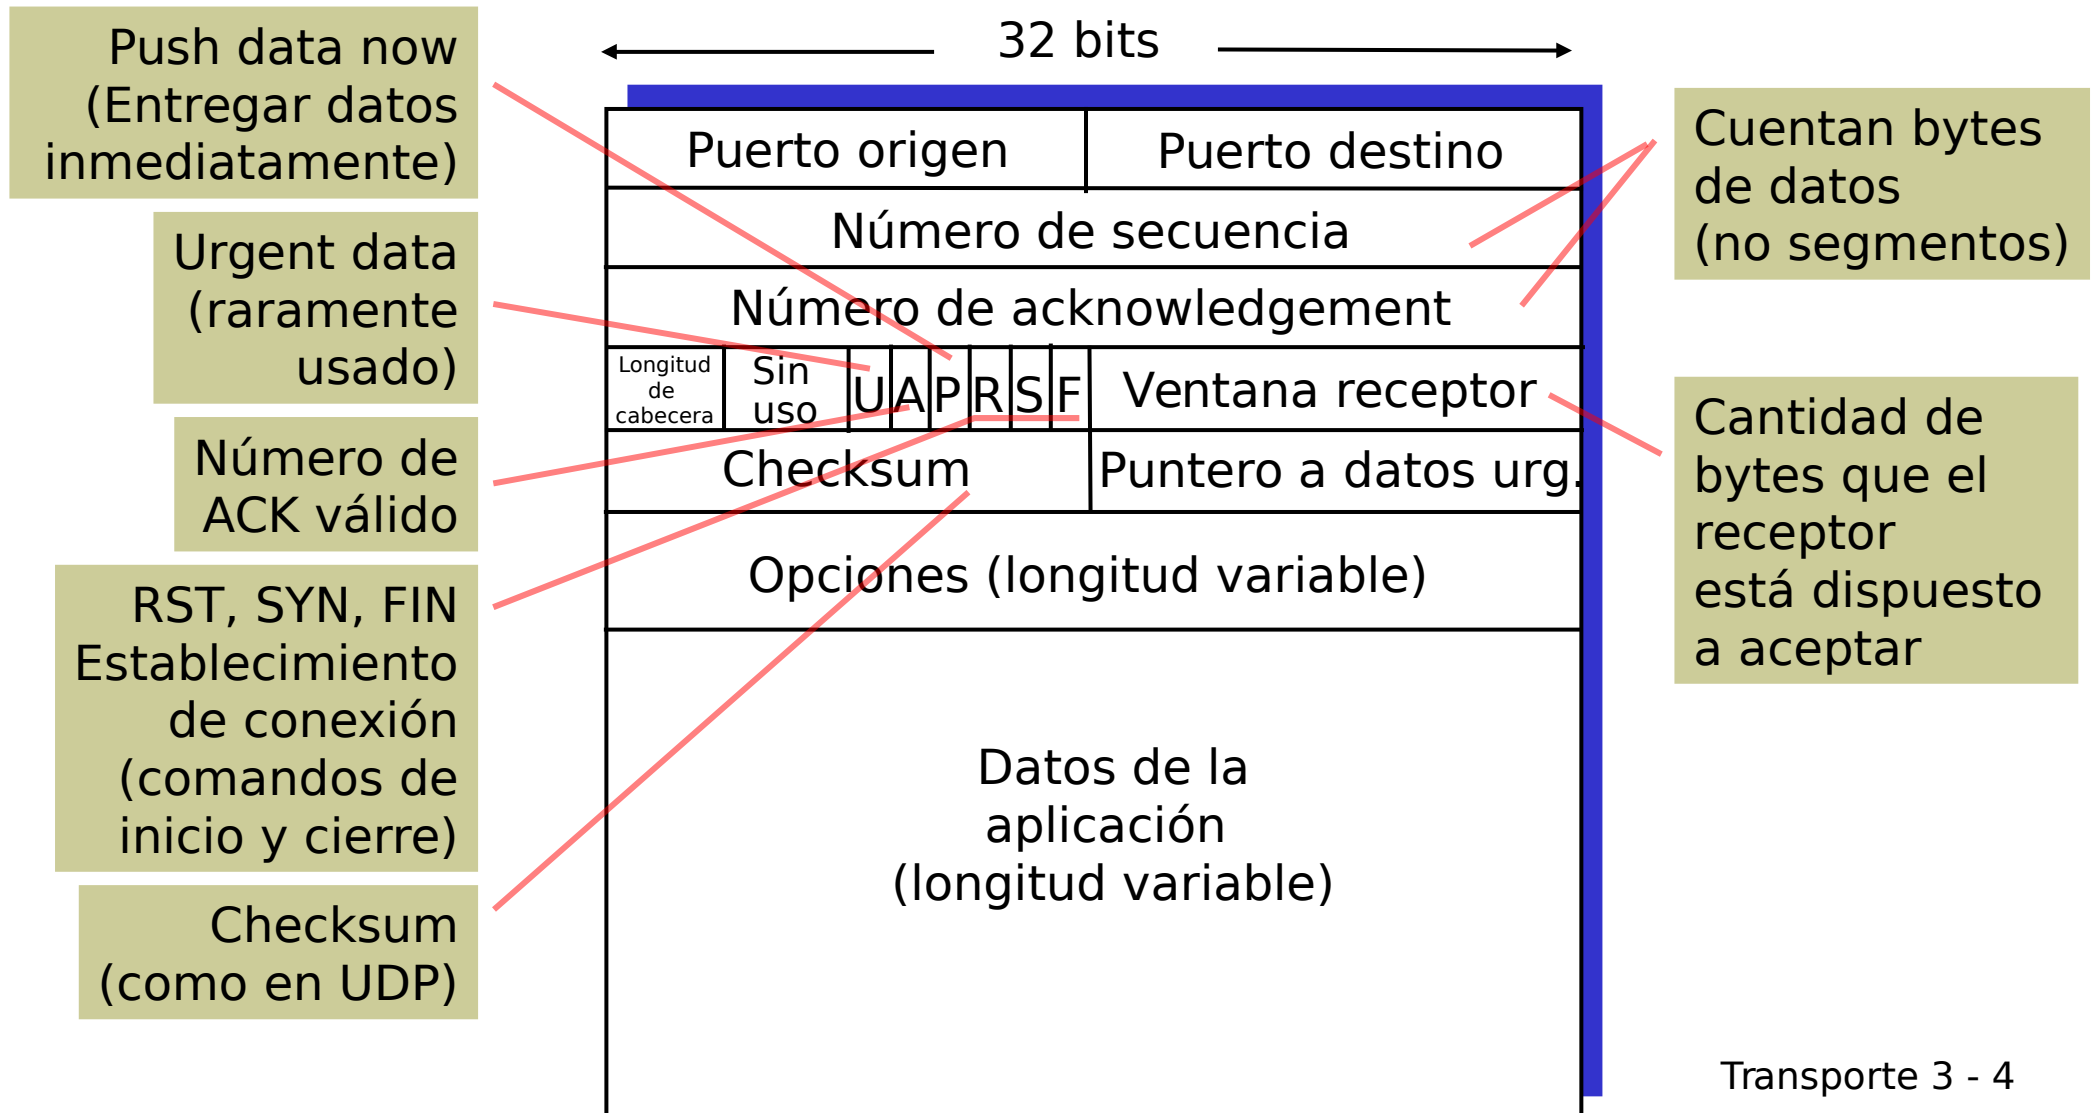 Push data now
(Entregar datos
inmediatamente)
Urgent data
(raramente
usado)
Número de
ACK válido
RST, SYN, FIN
Establecimiento
de conexión
(comandos de
inicio y cierre)
Checksum
(como en UDP)
32 bits
Puerto origen
Puerto destino
Número de secuencia
Número de acknowledgement
Longitud
de
cabecera
Sin
uso
U A P R S F
Ventana receptor
Checksum
Puntero a datos urg.
Opciones (longitud variable)
Datos de la
aplicación
(longitud variable)
Cuentan bytes
de datos
(no segmentos)
Cantidad de
bytes que el
receptor
está dispuesto
a aceptar
Transporte 3 - 4